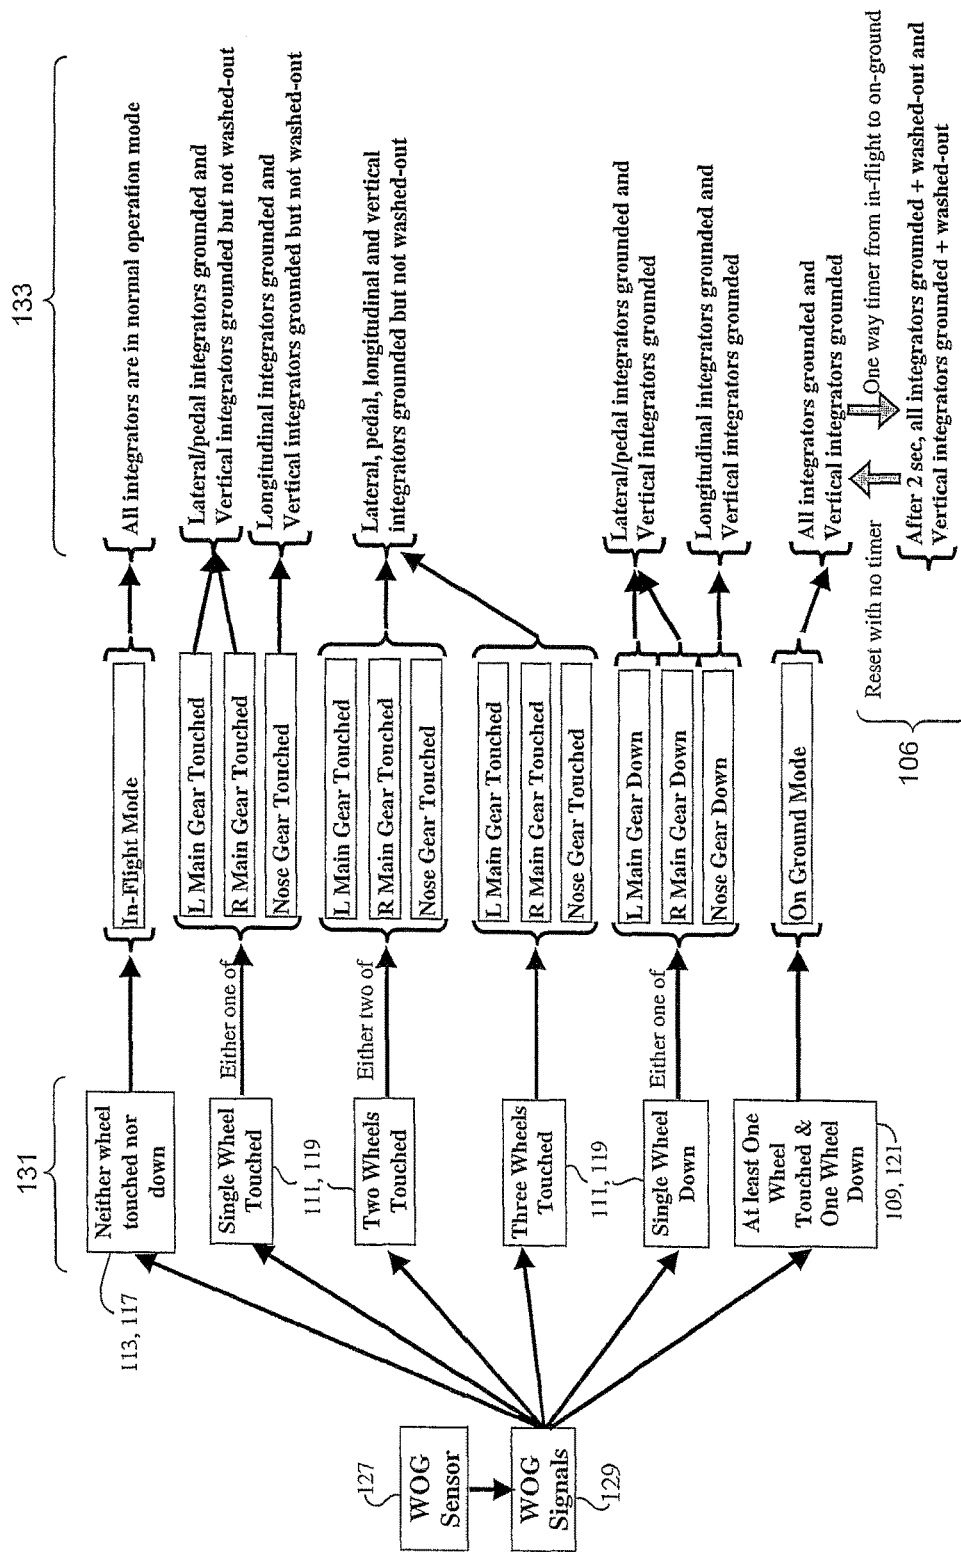 131
133
127
WOG
Sensor
WOG
Signals
129
113, 117
Neither wheel
touched nor
down
In-Flight Mode
All integrators are in normal operation mode
Single Wheel
Touched
Either one of
L Main Gear Touched
R Main Gear Touched
Nose Gear Touched
Lateral/pedal integrators grounded and
Vertical integrators grounded but not washed-out
Longitudinal integrators grounded and
Vertical integrators grounded but not washed-out
111, 119
Two Wheels
Touched
Either two of
L Main Gear Touched
R Main Gear Touched
Nose Gear Touched
Lateral, pedal, longitudinal and vertical
integrators grounded but not washed-out
Three Wheels
Touched
L Main Gear Touched
R Main Gear Touched
Nose Gear Touched
111, 119
Single Wheel
Down
Either one of
L Main Gear Down
R Main Gear Down
Nose Gear Down
Lateral/pedal integrators grounded and
Vertical integrators grounded
Longitudinal integrators grounded and
Vertical integrators grounded
At least One
Wheel
Touched &
One Wheel
Down
109, 121
On Ground Mode
All integrators grounded and
Vertical integrators grounded
106
Reset with no timer
One way timer from in-flight to on-ground
After 2 sec, all integrators grounded + washed-out and
Vertical integrators grounded + washed-out